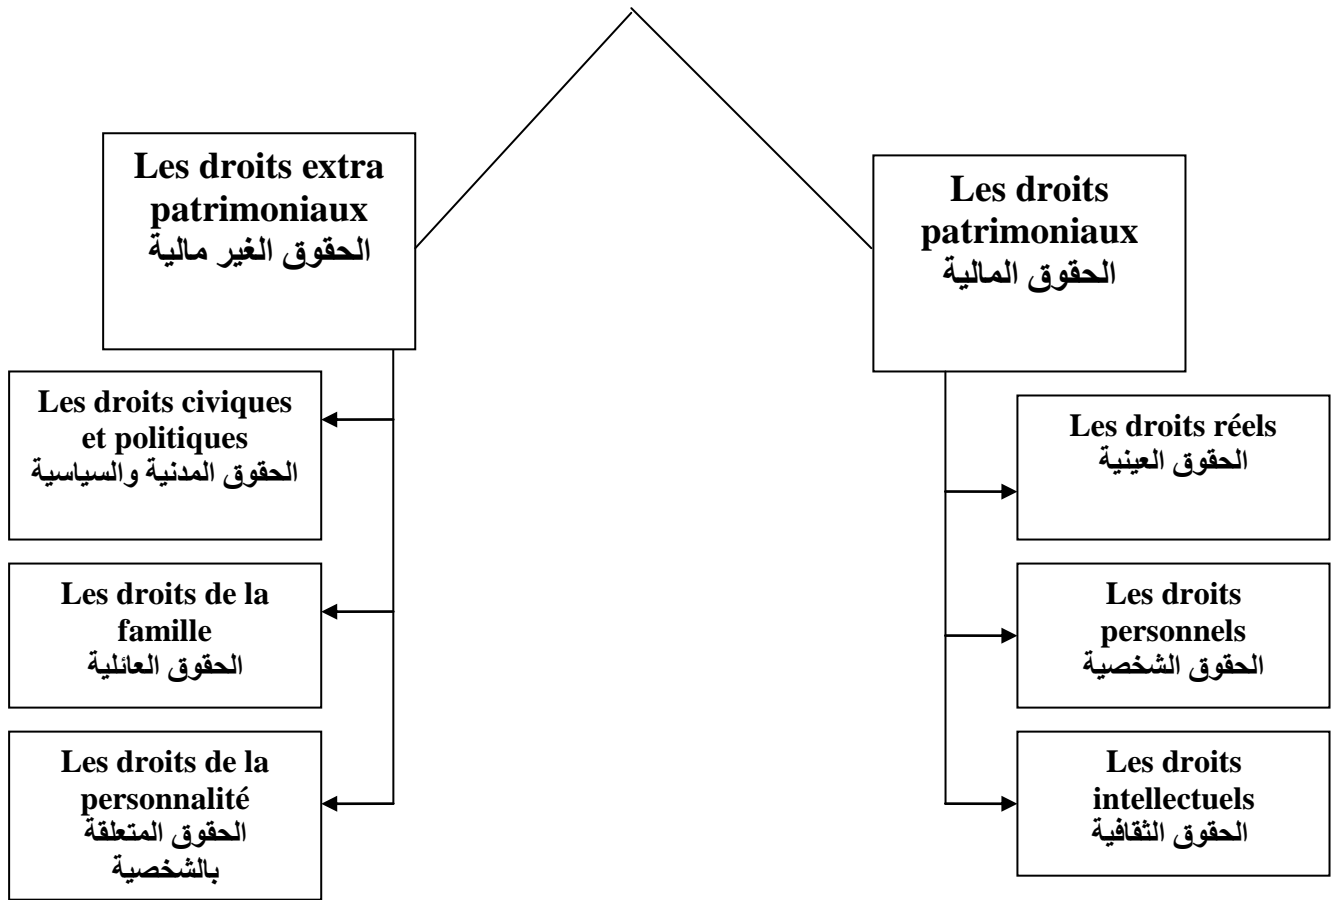 Les droits extra
patrimoniaux
الحقوق الغير مالية
Les droits
patrimoniaux
الحقوق المالية
Les droits civiques
et politiques
الحقوق المدنية والسياسية
Les droits de la
famille
الحقوق العائلية
Les droits de la
personnalité
الحقوق المتعلقة
بالشخصية
Les droits réels
الحقوق العينية
Les droits
personnels
الحقوق الشخصية
Les droits
intellectuels
الحقوق الثقافية